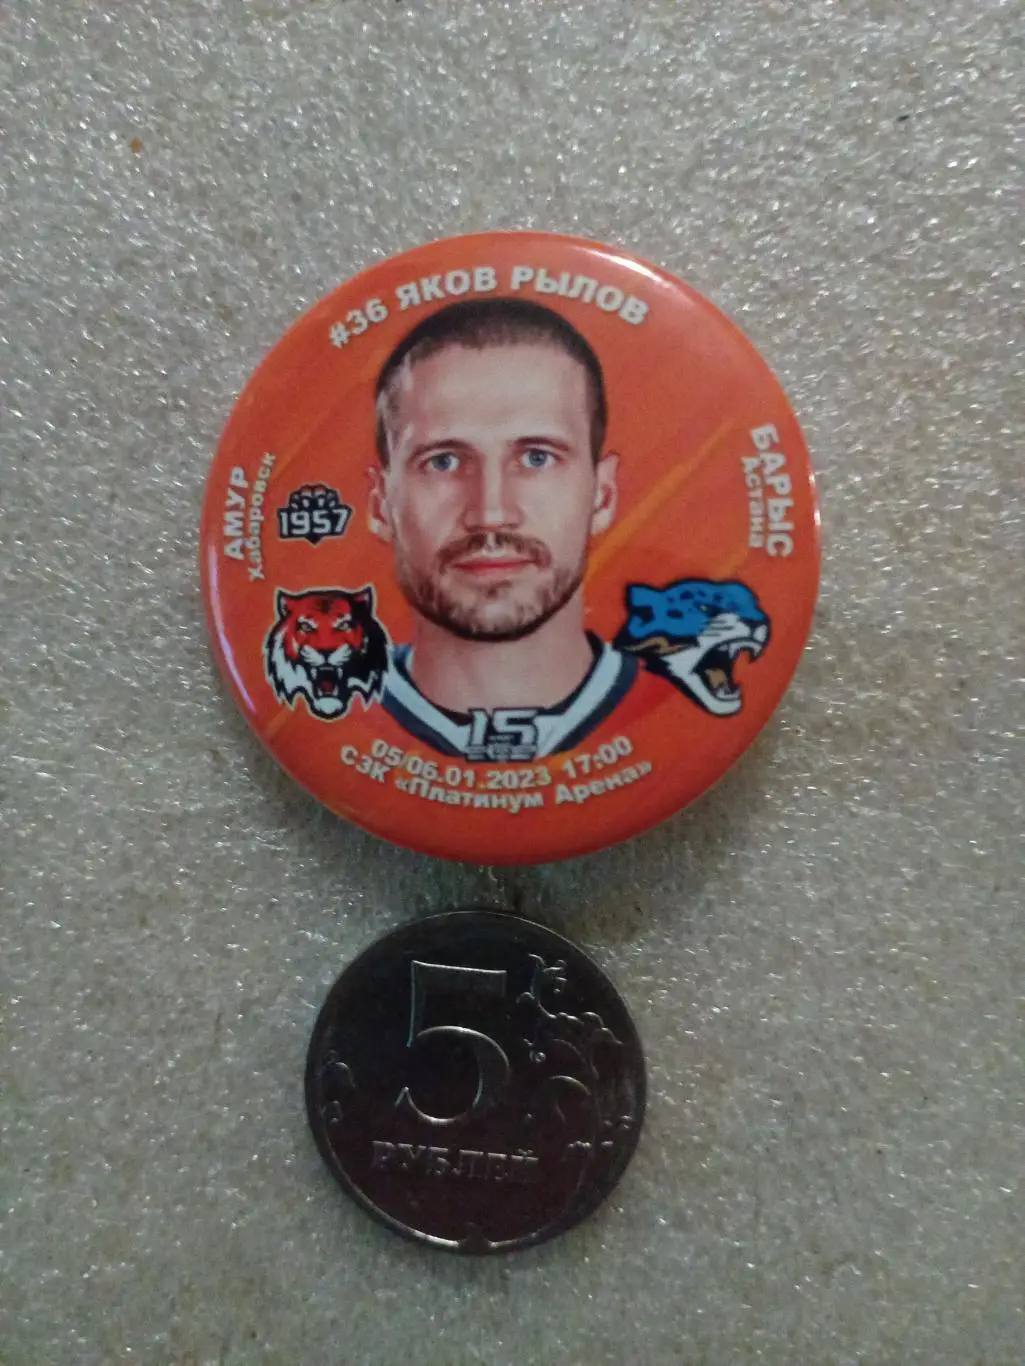 #36 ЯКОВ РЫЛОВ
АМУР
Хабаровск
1957
БАРЫС
Астана
15
05/06.01.2023 17:00
СЗК «Платинум Арена»
5
РУБЛЕЙ